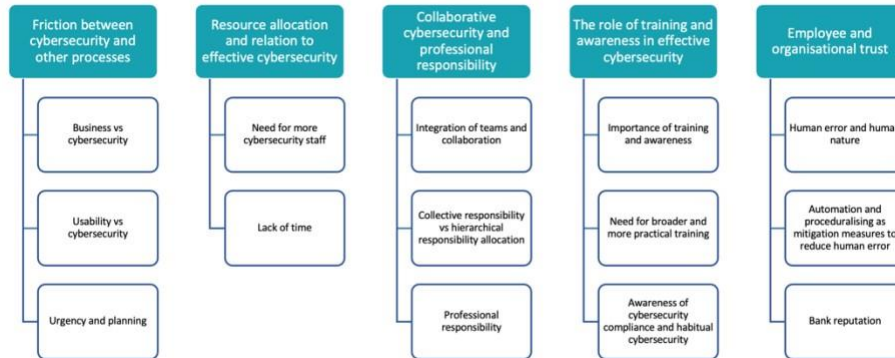 Friction between
cybersecurity and
other processes
Business vs
cybersecurity
Usability vs
cybersecurity
Urgency and planning
Resource allocation
and relation to
effective cybersecurity
Need for more
cybersecurity staff
Lack of time
Collaborative
cybersecurity and
professional
responsibility
Integration of teams and
collaboration
Collective responsibility
vs hierarchical
responsibility allocation
Professional
responsibility
The role of training and
awareness in effective
cybersecurity
Importance of training
and awareness
Need for broader and
more practical training
Awareness of
cybersecurity
compliance and habitual
cybersecurity
Employee and
organisational trust
Human error and human
nature
Automation and
proceduralising as
mitigation measures to
reduce human error
Bank reputation